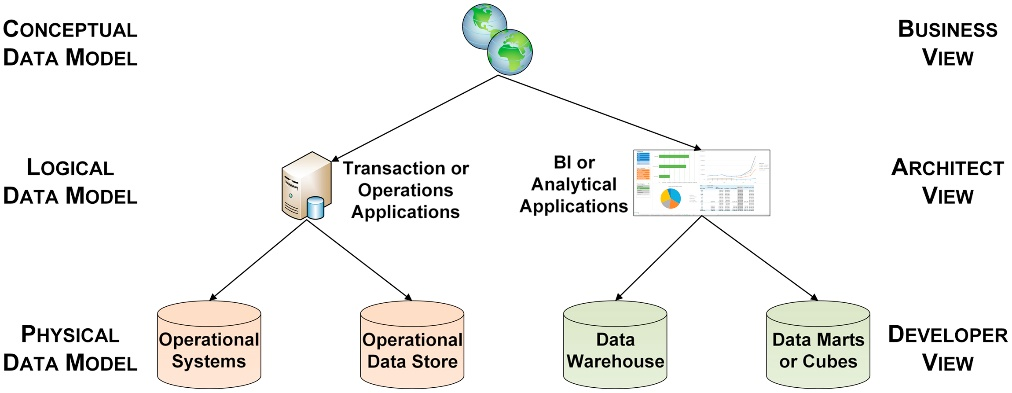 CONCEPTUAL
DATA MODEL
BUSINESS
VIEW
LOGICAL
DATA MODEL
Transaction or
Operations
Applications
BI or
Analytical
Applications
ARCHITECT
VIEW
PHYSICAL
DATA MODEL
Operational
Systems
Operational
Data Store
Data
Warehouse
Data Marts
or Cubes
DEVELOPER
VIEW